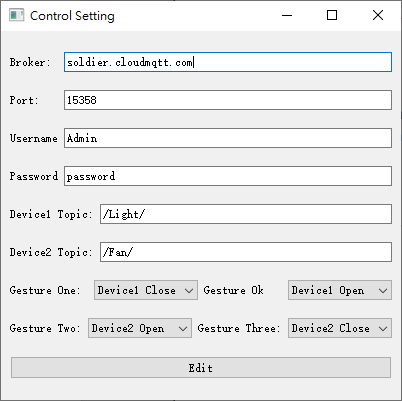 Control Setting
Broker: soldier.cloudmqtt.com
Port: 15358
Username Admin
Password password
Device1 Topic: /Light/
Device2 Topic: /Fan/
Gesture One: Device1 Close Gesture Ok Device1 Open
Gesture Two: Device2 Open Gesture Three: Device2 Close
Edit